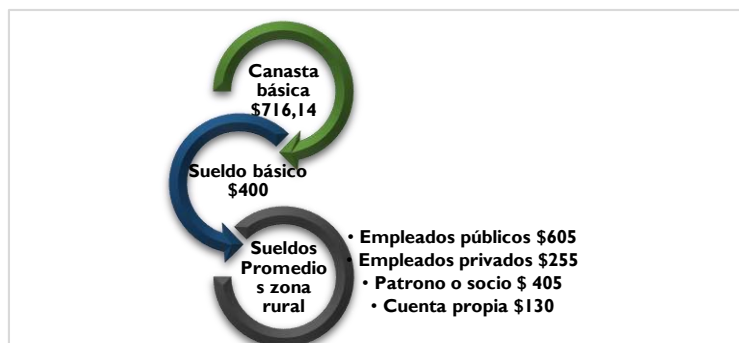 Canasta
básica
$716,14
Sueldo básico
$400
Sueldos
Promedio
s zona
rural
• Empleados públicos $605
• Empleados privados $255
• Patrono o socio $ 405
• Cuenta propia $130